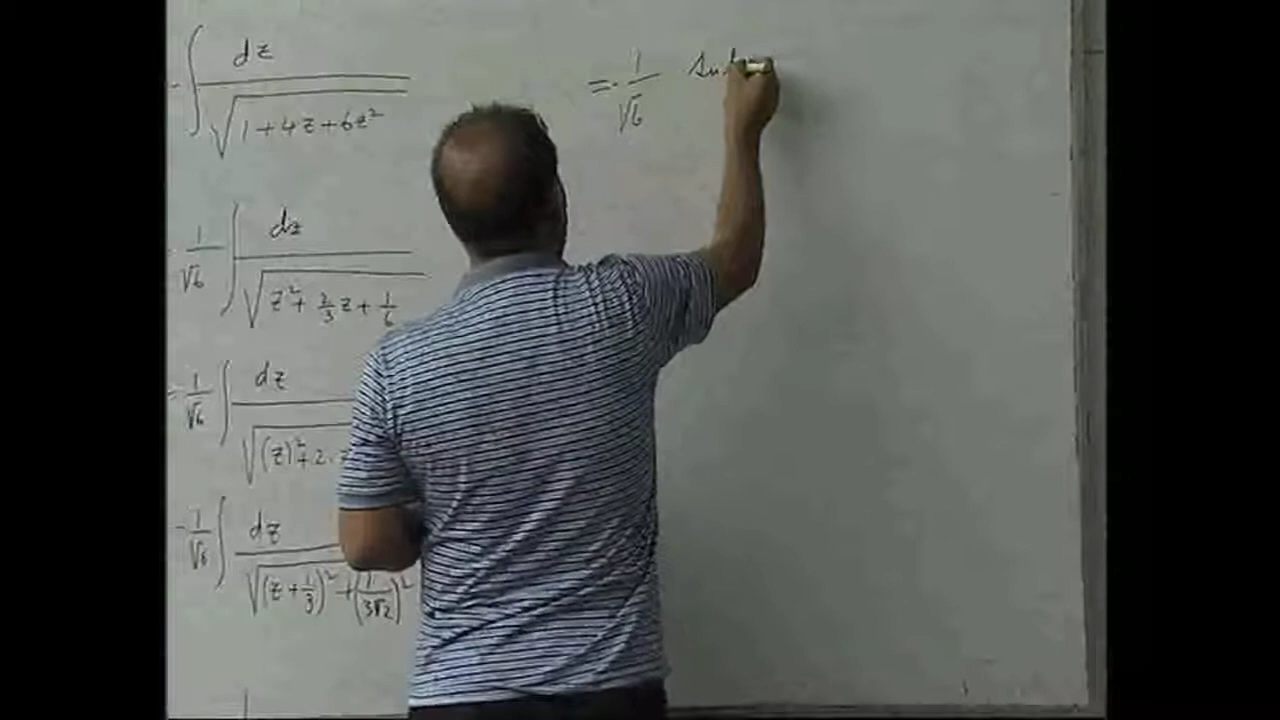 - ∫ dz / √(1+4z+6z²)
- 1/√6 ∫ dz / √(z²+ 2/3 z + 1/6)
= 1/√6 ∫ dz / √((z)²+2.z
- 1/√6 ∫ dz / √((z+1/3)²+(1/3√2)²
= - 1/√6